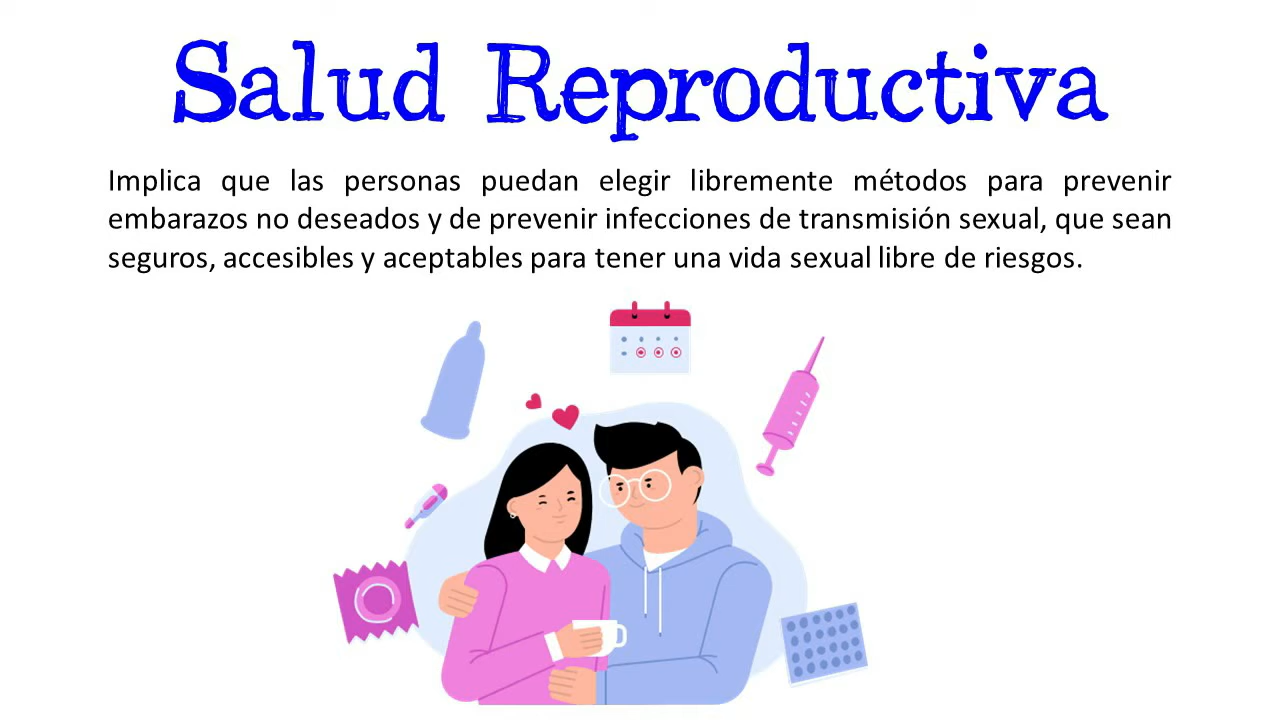 Salud Reproductiva
Implica que las personas puedan elegir libremente métodos para prevenir
embarazos no deseados y de prevenir infecciones de transmisión sexual, que sean
seguros, accesibles y aceptables para tener una vida sexual libre de riesgos.